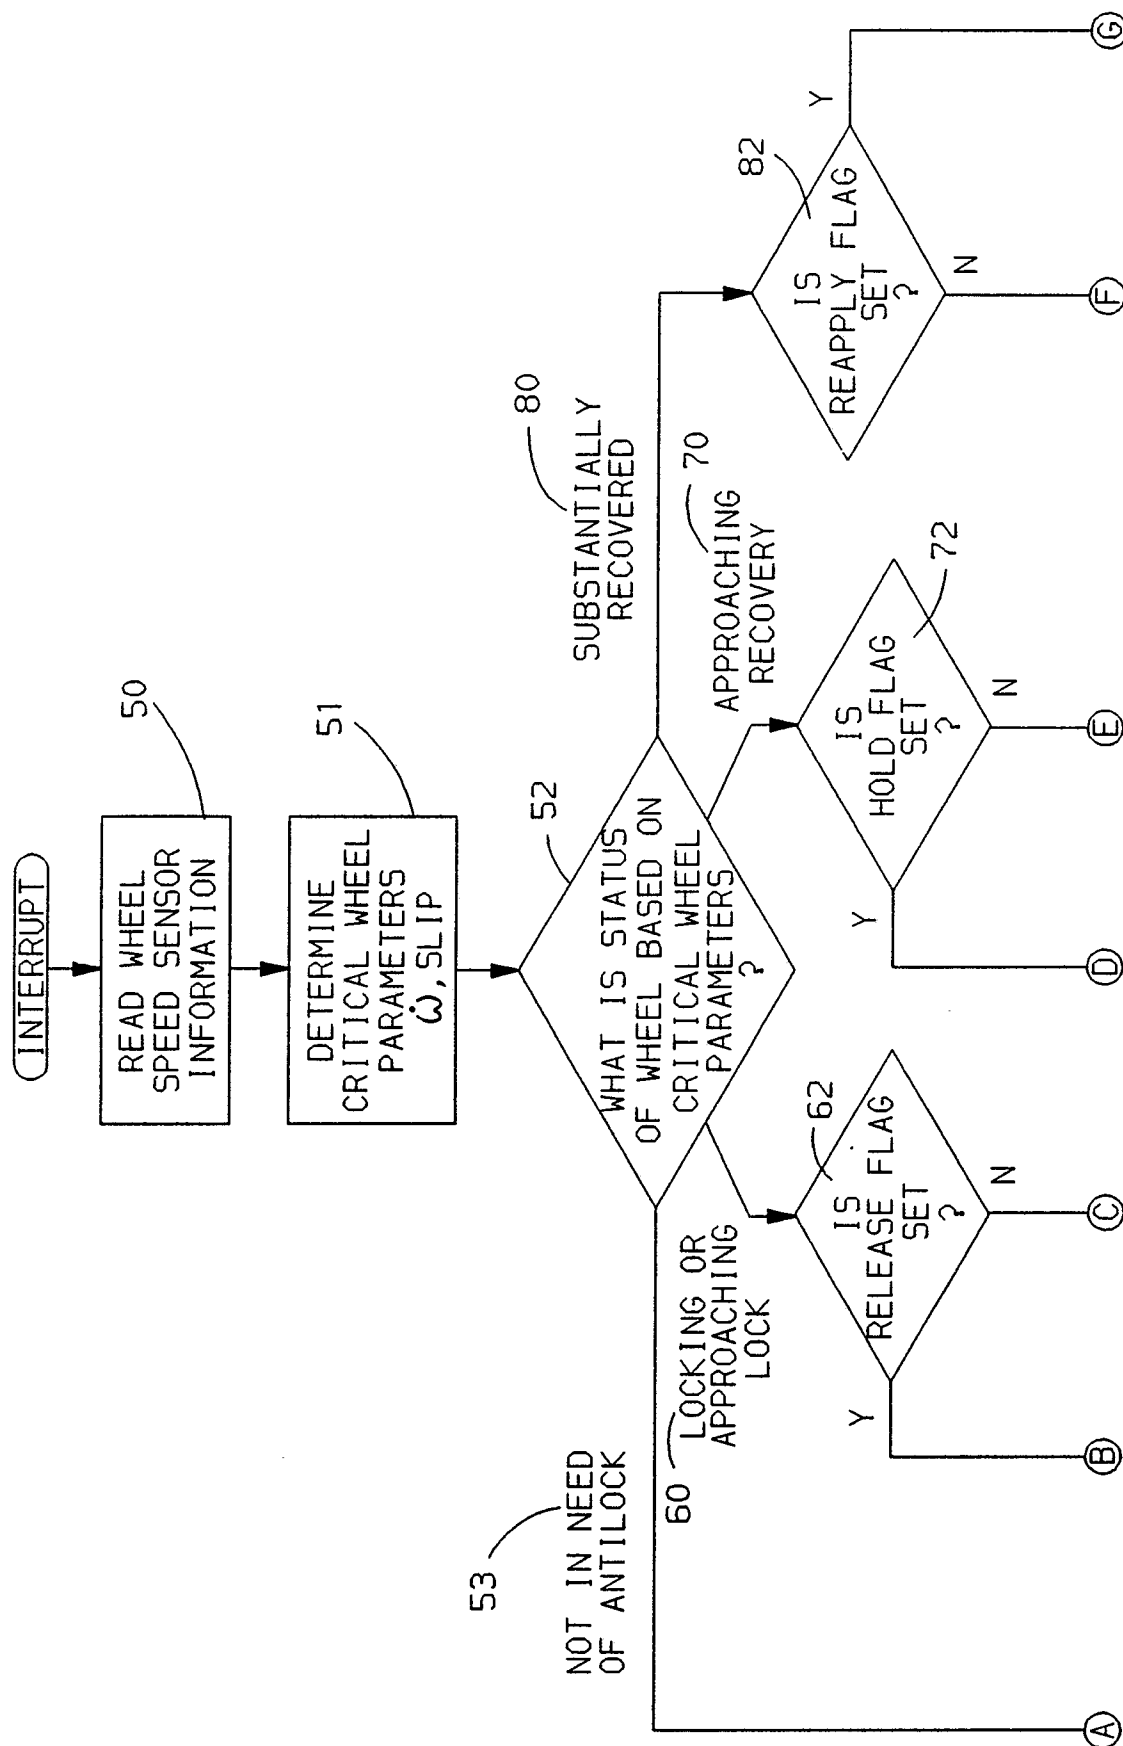 INTERRUPT
READ WHEEL
SPEED SENSOR
INFORMATION
50
DETERMINE
CRITICAL WHEEL
PARAMETERS
ω̇, SLIP
51
WHAT IS STATUS
OF WHEEL BASED ON
CRITICAL WHEEL
PARAMETERS
?
52
53
NOT IN NEED
OF ANTILOCK
60
LOCKING OR
APPROACHING
LOCK
SUBSTANTIALLY
RECOVERED
80
APPROACHING
RECOVERY
70
IS
RELEASE FLAG
SET
?
62
Y
N
IS
HOLD FLAG
SET
?
72
Y
N
IS
REAPPLY FLAG
SET
?
82
Y
N
A
B
C
D
E
F
G